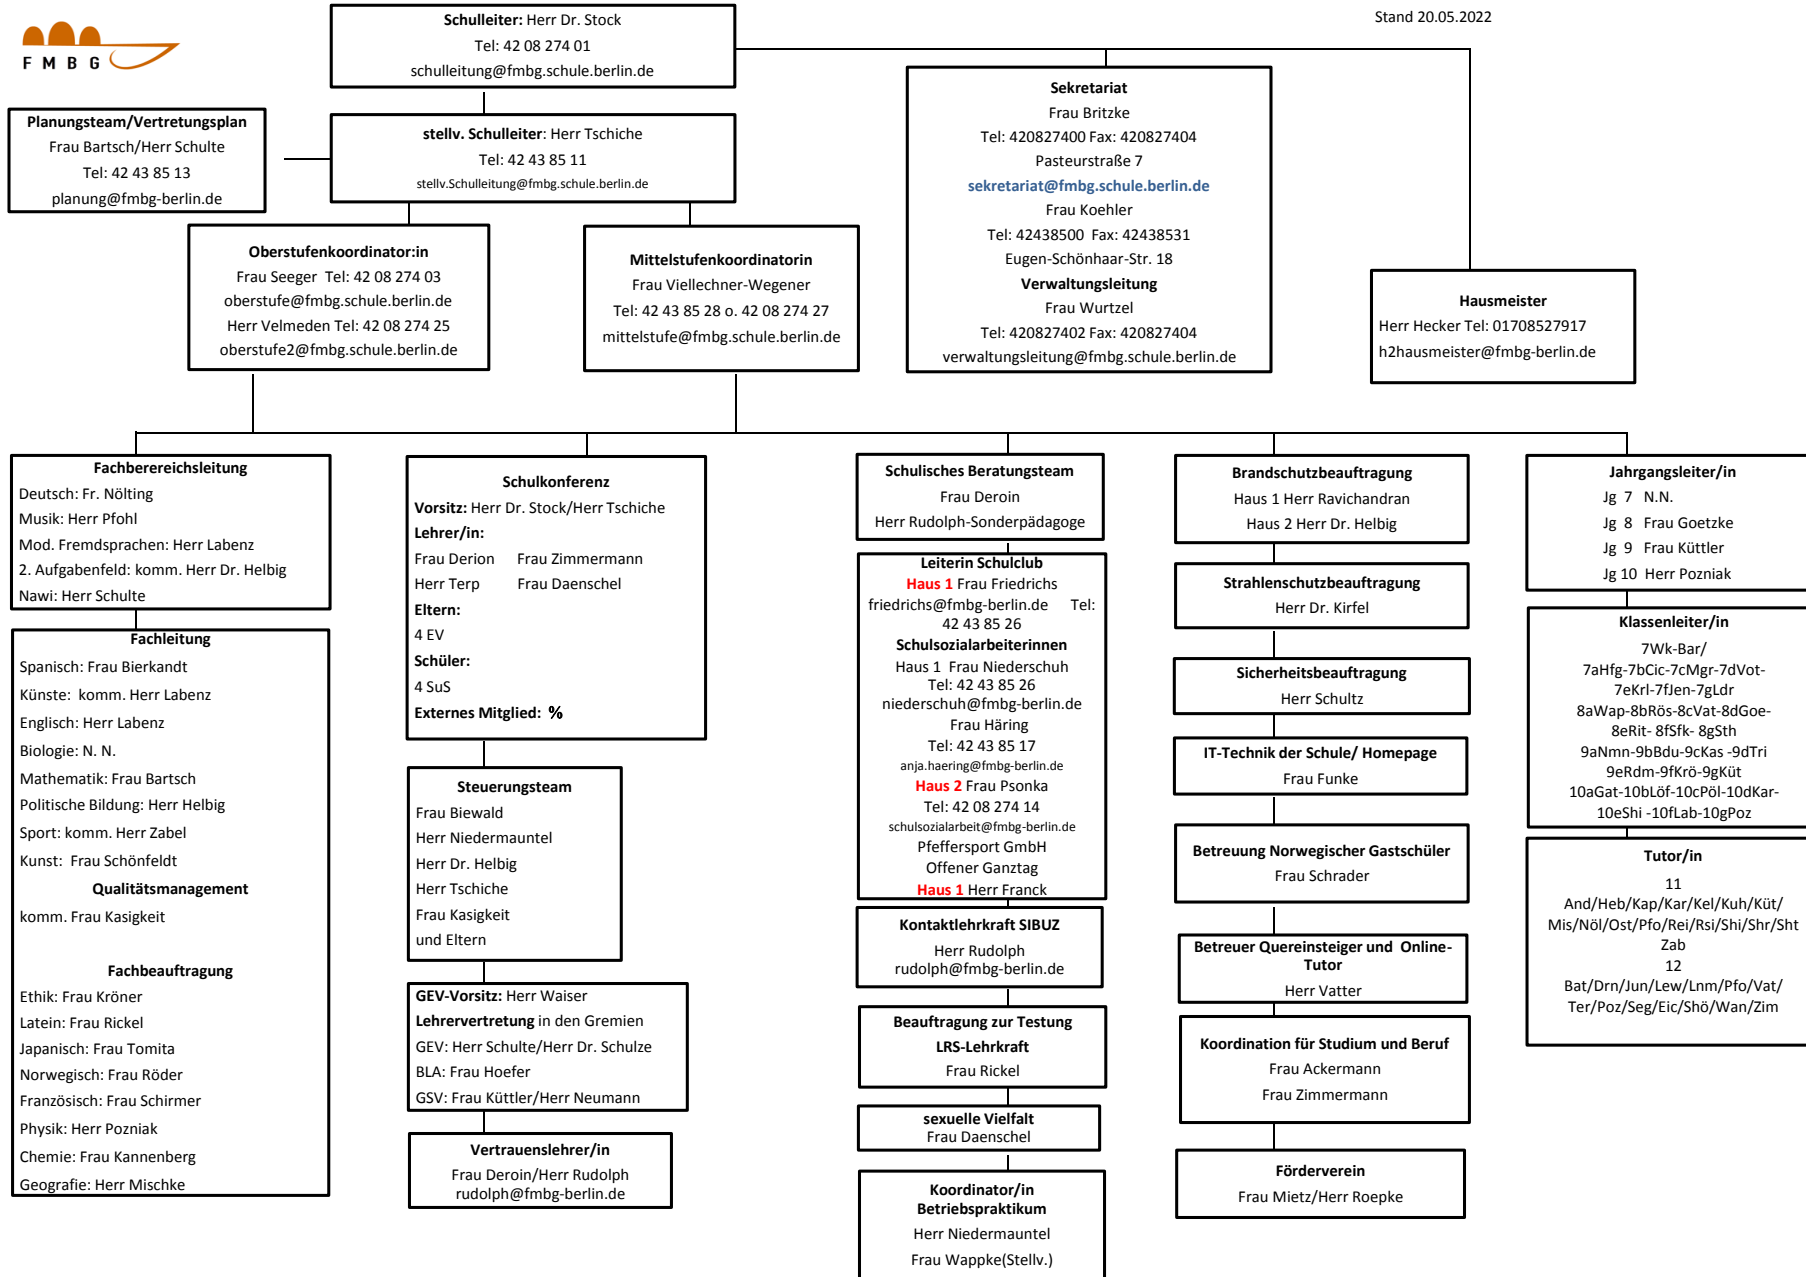 FMBG
Stand 20.05.2022
Schulleiter: Herr Dr. Stock
Tel: 42 08 274 01
schulleitung@fmbg.schule.berlin.de
Planungsteam/Vertretungsplan
Frau Bartsch/Herr Schulte
Tel: 42 43 85 13
planung@fmbg-berlin.de
stellv. Schulleiter: Herr Tschiche
Tel: 42 43 85 11
stellv.Schulleitung@fmbg.schule.berlin.de
Sekretariat
Frau Britzke
Tel: 420827400 Fax: 420827404
Pasteurstraße 7
sekretariat@fmbg.schule.berlin.de
Frau Koehler
Tel: 42438500 Fax: 42438531
Eugen-Schönhaar-Str. 18
Verwaltungsleitung
Frau Wurtzel
Tel: 420827402 Fax: 420827404
verwaltungsleitung@fmbg.schule.berlin.de
Oberstufenkoordinator:in
Frau Seeger Tel: 42 08 274 03
oberstufe@fmbg.schule.berlin.de
Herr Velmeden Tel: 42 08 274 25
oberstufe2@fmbg.schule.berlin.de
Mittelstufenkoordinatorin
Frau Viellechner-Wegener
Tel: 42 43 85 28 o. 42 08 274 27
mittelstufe@fmbg.schule.berlin.de
Hausmeister
Herr Hecker Tel: 01708527917
h2hausmeister@fmbg-berlin.de
Fachberereichsleitung
Deutsch: Fr. Nölting
Musik: Herr Pfohl
Mod. Fremdsprachen: Herr Labenz
2. Aufgabenfeld: komm. Herr Dr. Helbig
Nawi: Herr Schulte
Fachleitung
Spanisch: Frau Bierkandt
Künste: komm. Herr Labenz
Englisch: Herr Labenz
Biologie: N. N.
Mathematik: Frau Bartsch
Politische Bildung: Herr Helbig
Sport: komm. Herr Zabel
Kunst: Frau Schönfeldt
Qualitätsmanagement
komm. Frau Kasigkeit
Fachbeauftragung
Ethik: Frau Kröner
Latein: Frau Rickel
Japanisch: Frau Tomita
Norwegisch: Frau Röder
Französisch: Frau Schirmer
Physik: Herr Pozniak
Chemie: Frau Kannenberg
Geografie: Herr Mischke
Schulkonferenz
Vorsitz: Herr Dr. Stock/Herr Tschiche
Lehrer/in:
Frau Derion Frau Zimmermann
Herr Terp Frau Daenschel
Eltern:
4 EV
Schüler:
4 SuS
Externes Mitglied: %
Steuerungsteam
Frau Biewald
Herr Niedermauntel
Herr Dr. Helbig
Herr Tschiche
Frau Kasigkeit
und Eltern
GEV-Vorsitz: Herr Waiser
Lehrervertretung in den Gremien
GEV: Herr Schulte/Herr Dr. Schulze
BLA: Frau Hoefer
GSV: Frau Küttler/Herr Neumann
Vertrauenslehrer/in
Frau Deroin/Herr Rudolph
rudolph@fmbg-berlin.de
Schulisches Beratungsteam
Frau Deroin
Herr Rudolph-Sonderpädagoge
Leiterin Schulclub
Haus 1 Frau Friedrichs
friedrichs@fmbg-berlin.de Tel:
42 43 85 26
Schulsozialarbeiterinnen
Haus 1 Frau Niederschuh
Tel: 42 43 85 26
niederschuh@fmbg-berlin.de
Frau Häring
Tel: 42 43 85 17
anja.haering@fmbg-berlin.de
Haus 2 Frau Psonka
Tel: 42 08 274 14
schulsozialarbeit@fmbg-berlin.de
Pfeffersport GmbH
Offener Ganztag
Haus 1 Herr Franck
Kontaktlehrkraft SIBUZ
Herr Rudolph
rudolph@fmbg-berlin.de
Beauftragung zur Testung
LRS-Lehrkraft
Frau Rickel
sexuelle Vielfalt
Frau Daenschel
Koordinator/in
Betriebspraktikum
Herr Niedermauntel
Frau Wappke(Stellv.)
Brandschutzbeauftragung
Haus 1 Herr Ravichandran
Haus 2 Herr Dr. Helbig
Strahlenschutzbeauftragung
Herr Dr. Kirfel
Sicherheitsbeauftragung
Herr Schultz
IT-Technik der Schule/ Homepage
Frau Funke
Betreuung Norwegischer Gastschüler
Frau Schrader
Betreuer Quereinsteiger und Online-
Tutor
Herr Vatter
Koordination für Studium und Beruf
Frau Ackermann
Frau Zimmermann
Förderverein
Frau Mietz/Herr Roepke
Jahrgangsleiter/in
Jg 7 N.N.
Jg 8 Frau Goetzke
Jg 9 Frau Küttler
Jg 10 Herr Pozniak
Klassenleiter/in
7Wk-Bar/
7aHfg-7bCic-7cMgr-7dVot-
7eKrl-7fJen-7gLdr
8aWap-8bRös-8cVat-8dGoe-
8eRit- 8fSfk- 8gSth
9aNmn-9bBdu-9cKas -9dTri
9eRdm-9fKrö-9gKüt
10aGat-10bLöf-10cPöl-10dKar-
10eShi -10fLab-10gPoz
Tutor/in
11
And/Heb/Kap/Kar/Kel/Kuh/Küt/
Mis/Nöl/Ost/Pfo/Rei/Rsi/Shi/Shr/Sht
Zab
12
Bat/Drn/Jun/Lew/Lnm/Pfo/Vat/
Ter/Poz/Seg/Eic/Shö/Wan/Zim